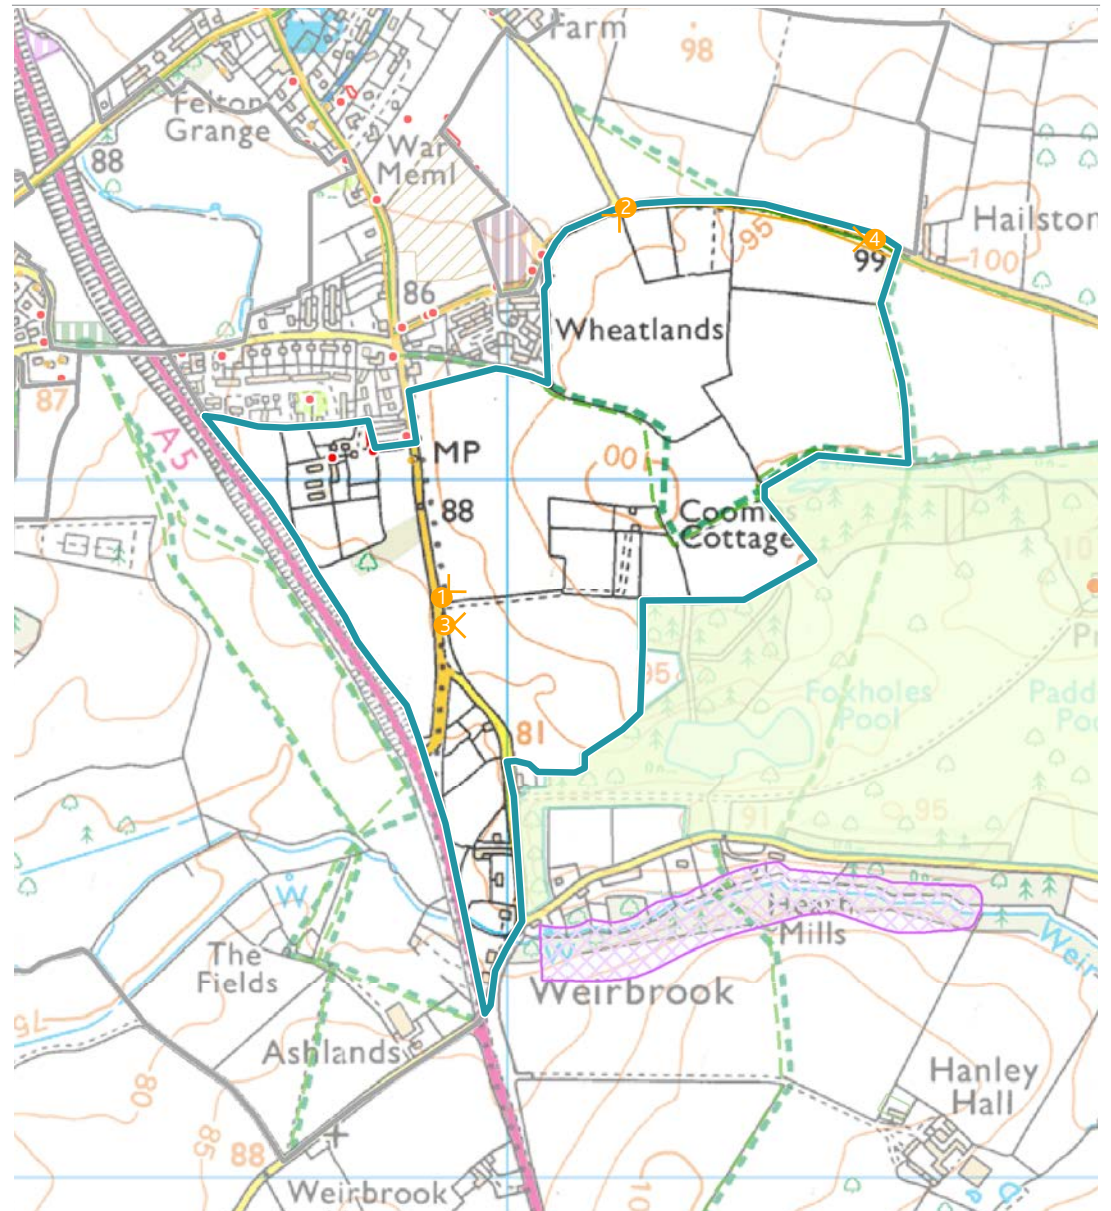 Farm
98
Felton
Grange
88
War
Meml
2
Hailston
95
4
99
100
86
Wheatlands
87
A5
MP
100
88
Coombs
Cottage
1
3
95
Foxholes
Pool
81
91
95
W
Mills
W
Weir
The
Fields
Weirbrook
75
Ashlands
80
85
Hanley
Hall
88
Weirbrook